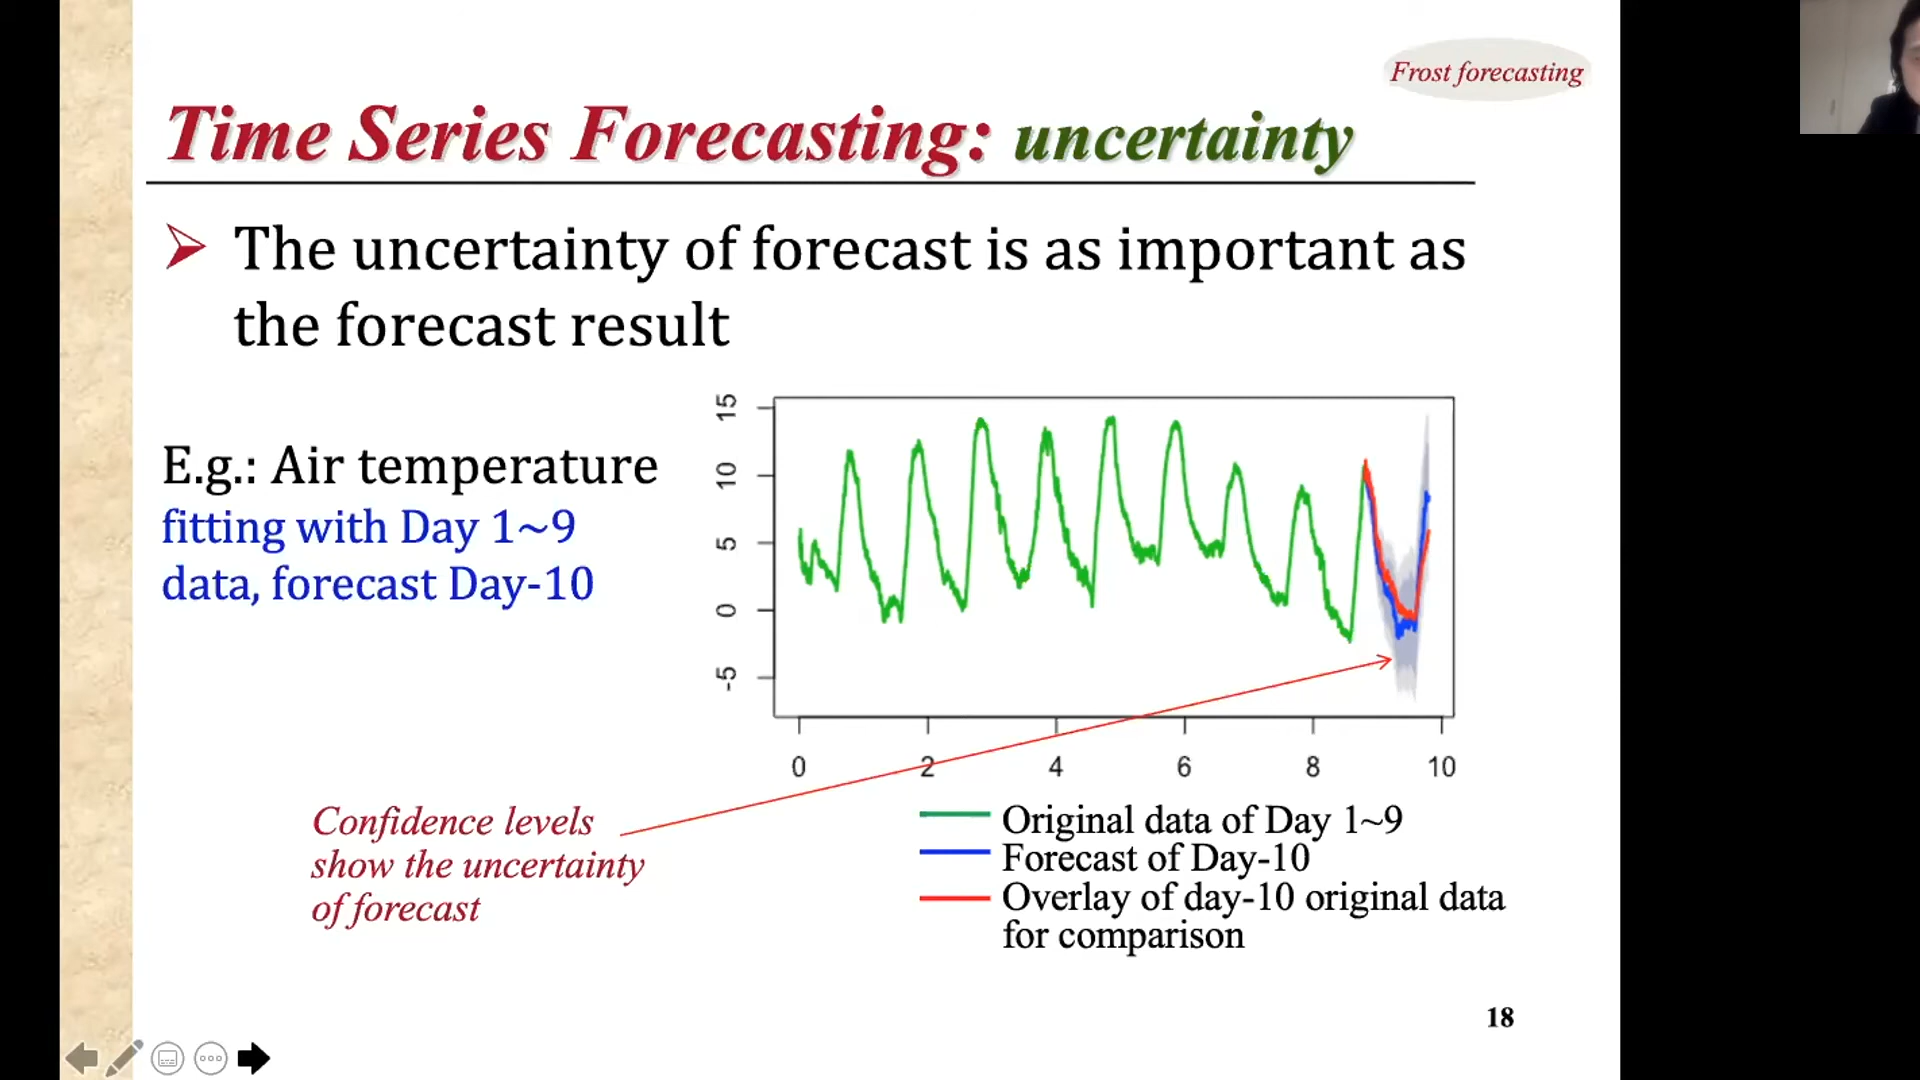 Frost forecasting
Time Series Forecasting: uncertainty
The uncertainty of forecast is as important as
the forecast result
E.g.: Air temperature
fitting with Day 1~9
data, forecast Day-10
15
10
5
0
-5
0 2 4 6 8 10
Confidence levels
show the uncertainty
of forecast
Original data of Day 1~9
Forecast of Day-10
Overlay of day-10 original data
for comparison
18